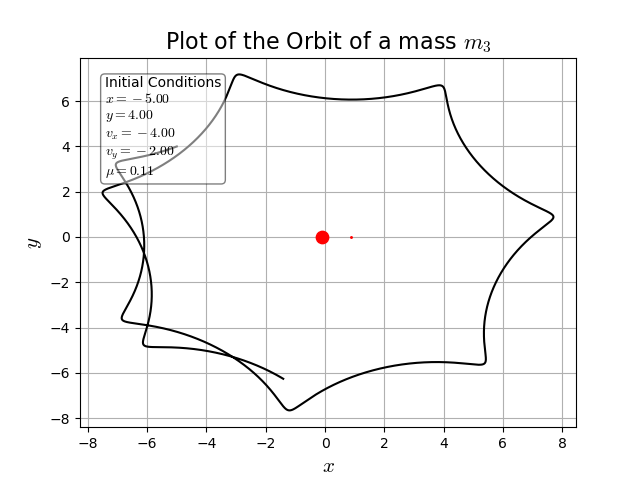 Plot of the Orbit of a mass m₃
Initial Conditions
x = −5.00
y = 4.00
vₓ = −4.00
v_y = −2.00
μ = 0.11
y
6
4
2
0
−2
−4
−6
−8
−8 −6 −4 −2 0 2 4 6 8
x